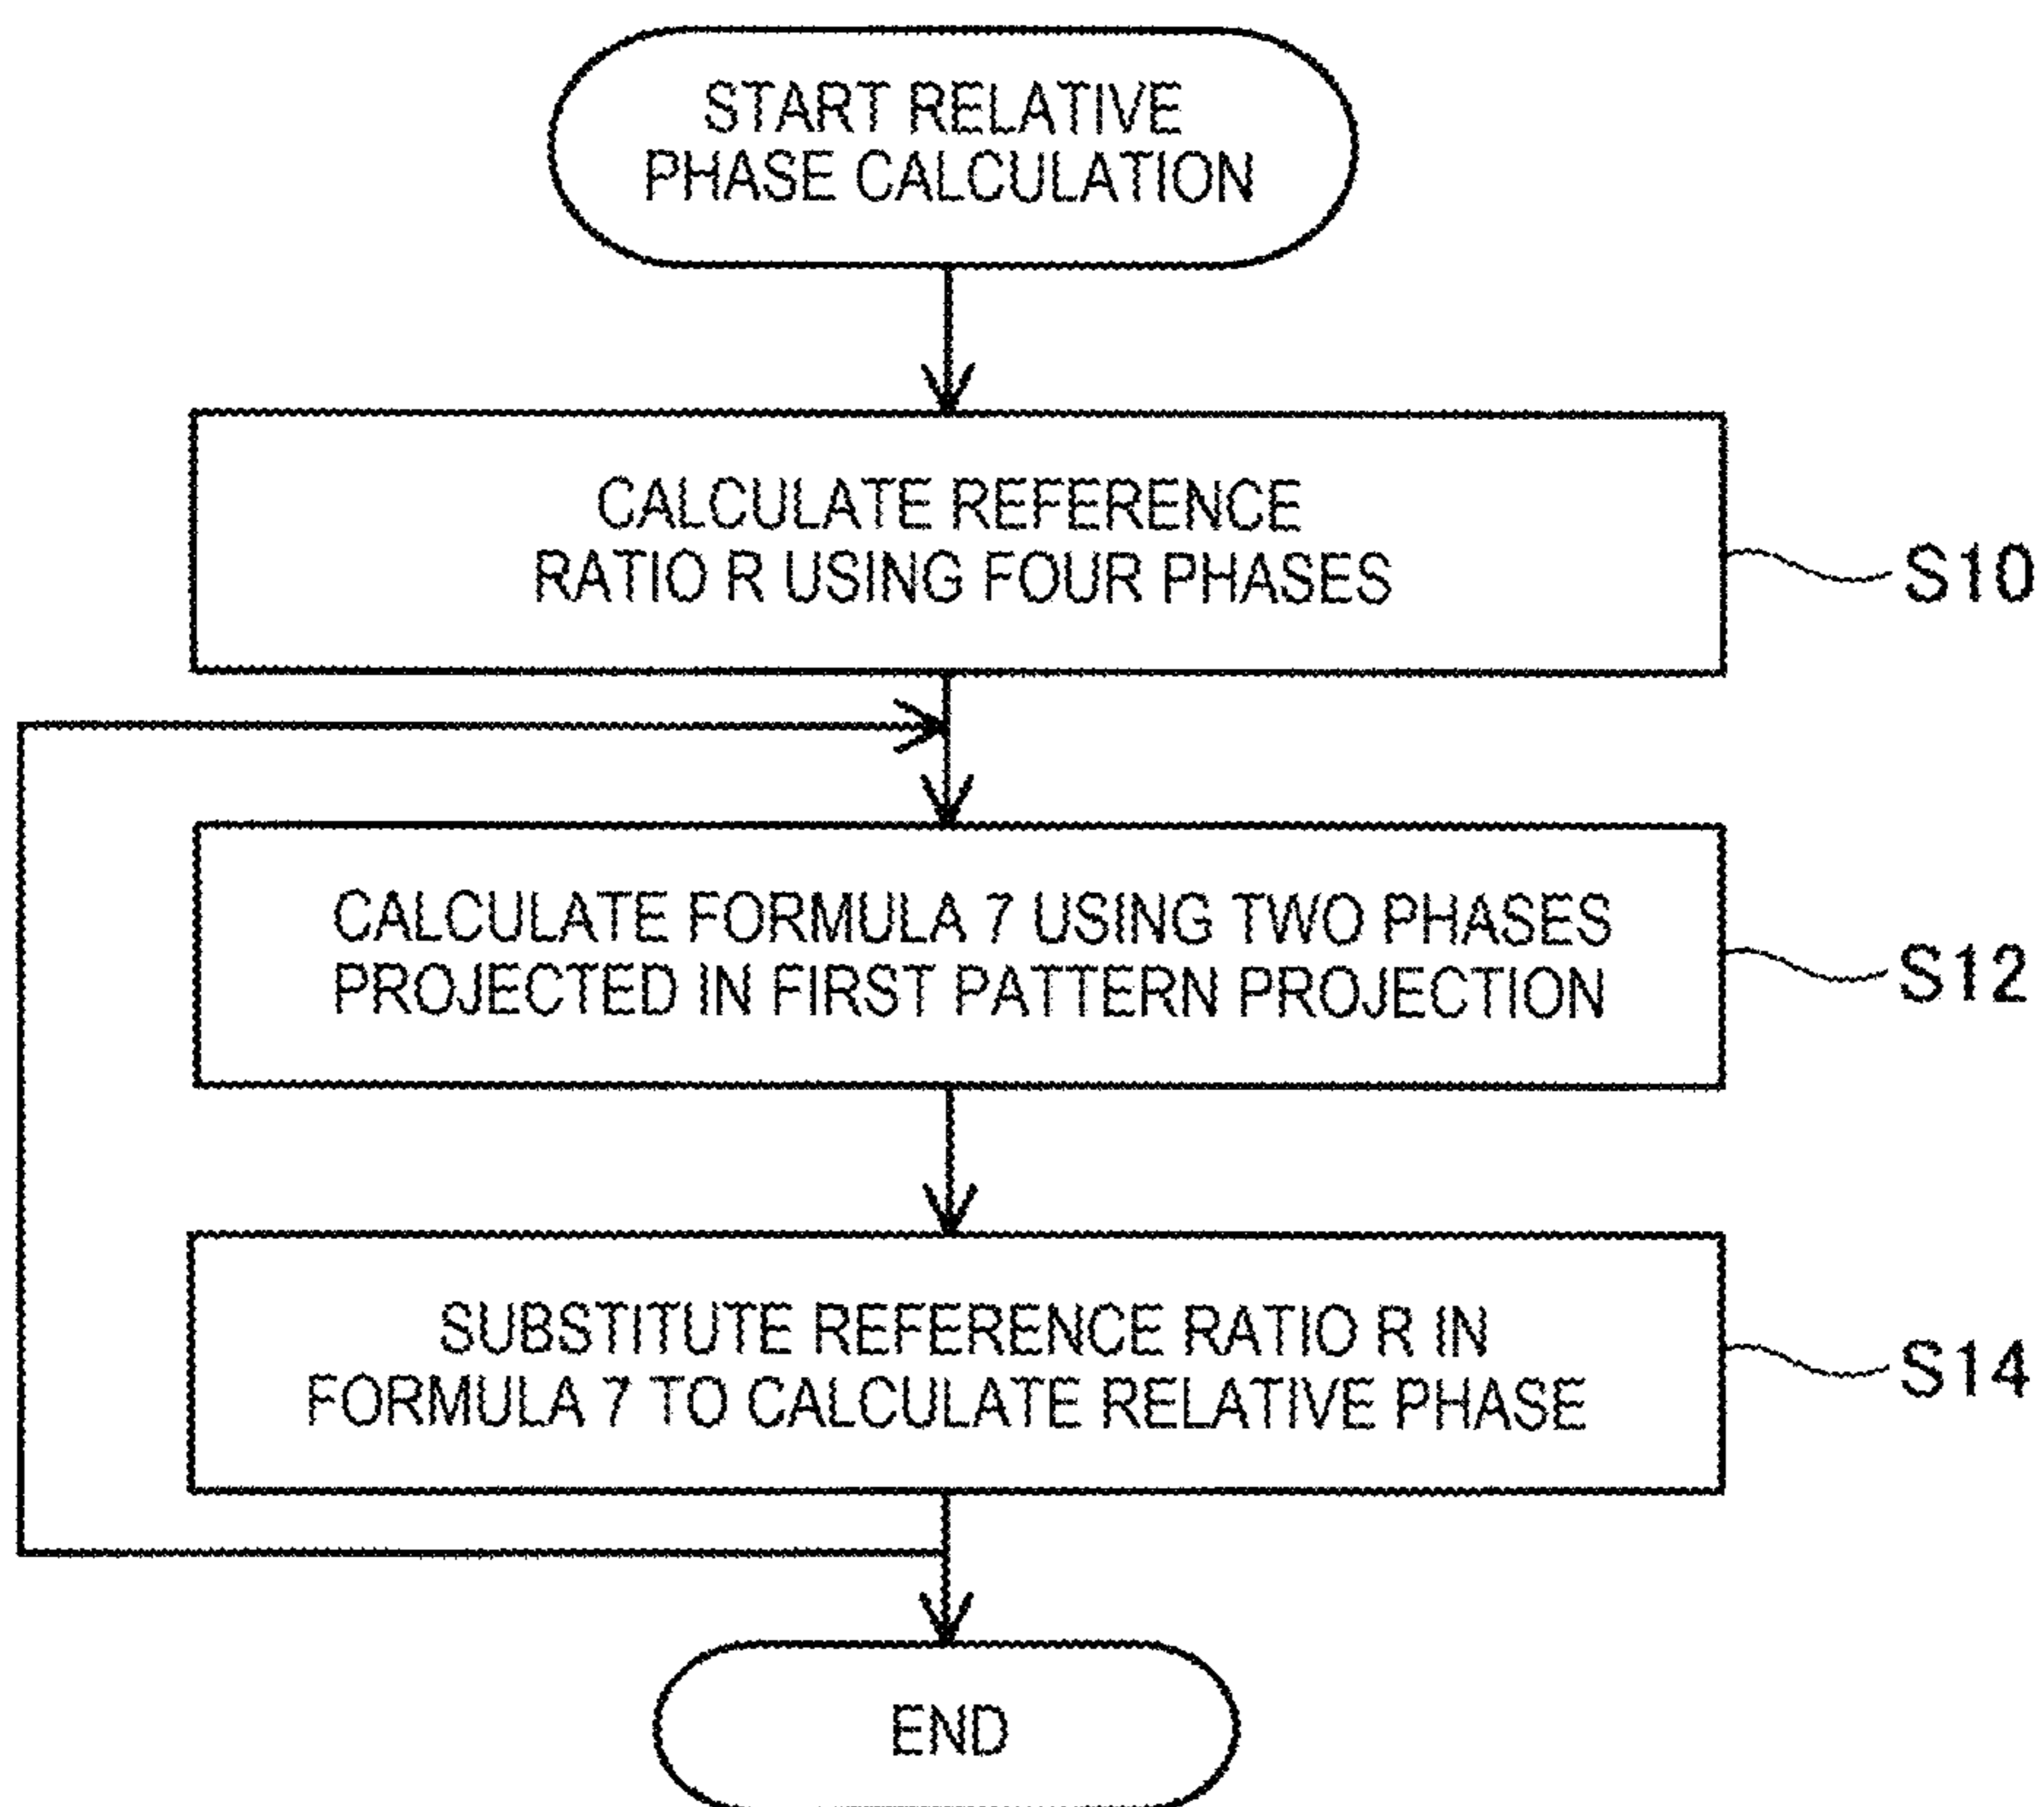 START RELATIVE
PHASE CALCULATION
CALCULATE REFERENCE
RATIO R USING FOUR PHASES
S10
CALCULATE FORMULA 7 USING TWO PHASES
PROJECTED IN FIRST PATTERN PROJECTION
S12
SUBSTITUTE REFERENCE RATIO R IN
FORMULA 7 TO CALCULATE RELATIVE PHASE
S14
END